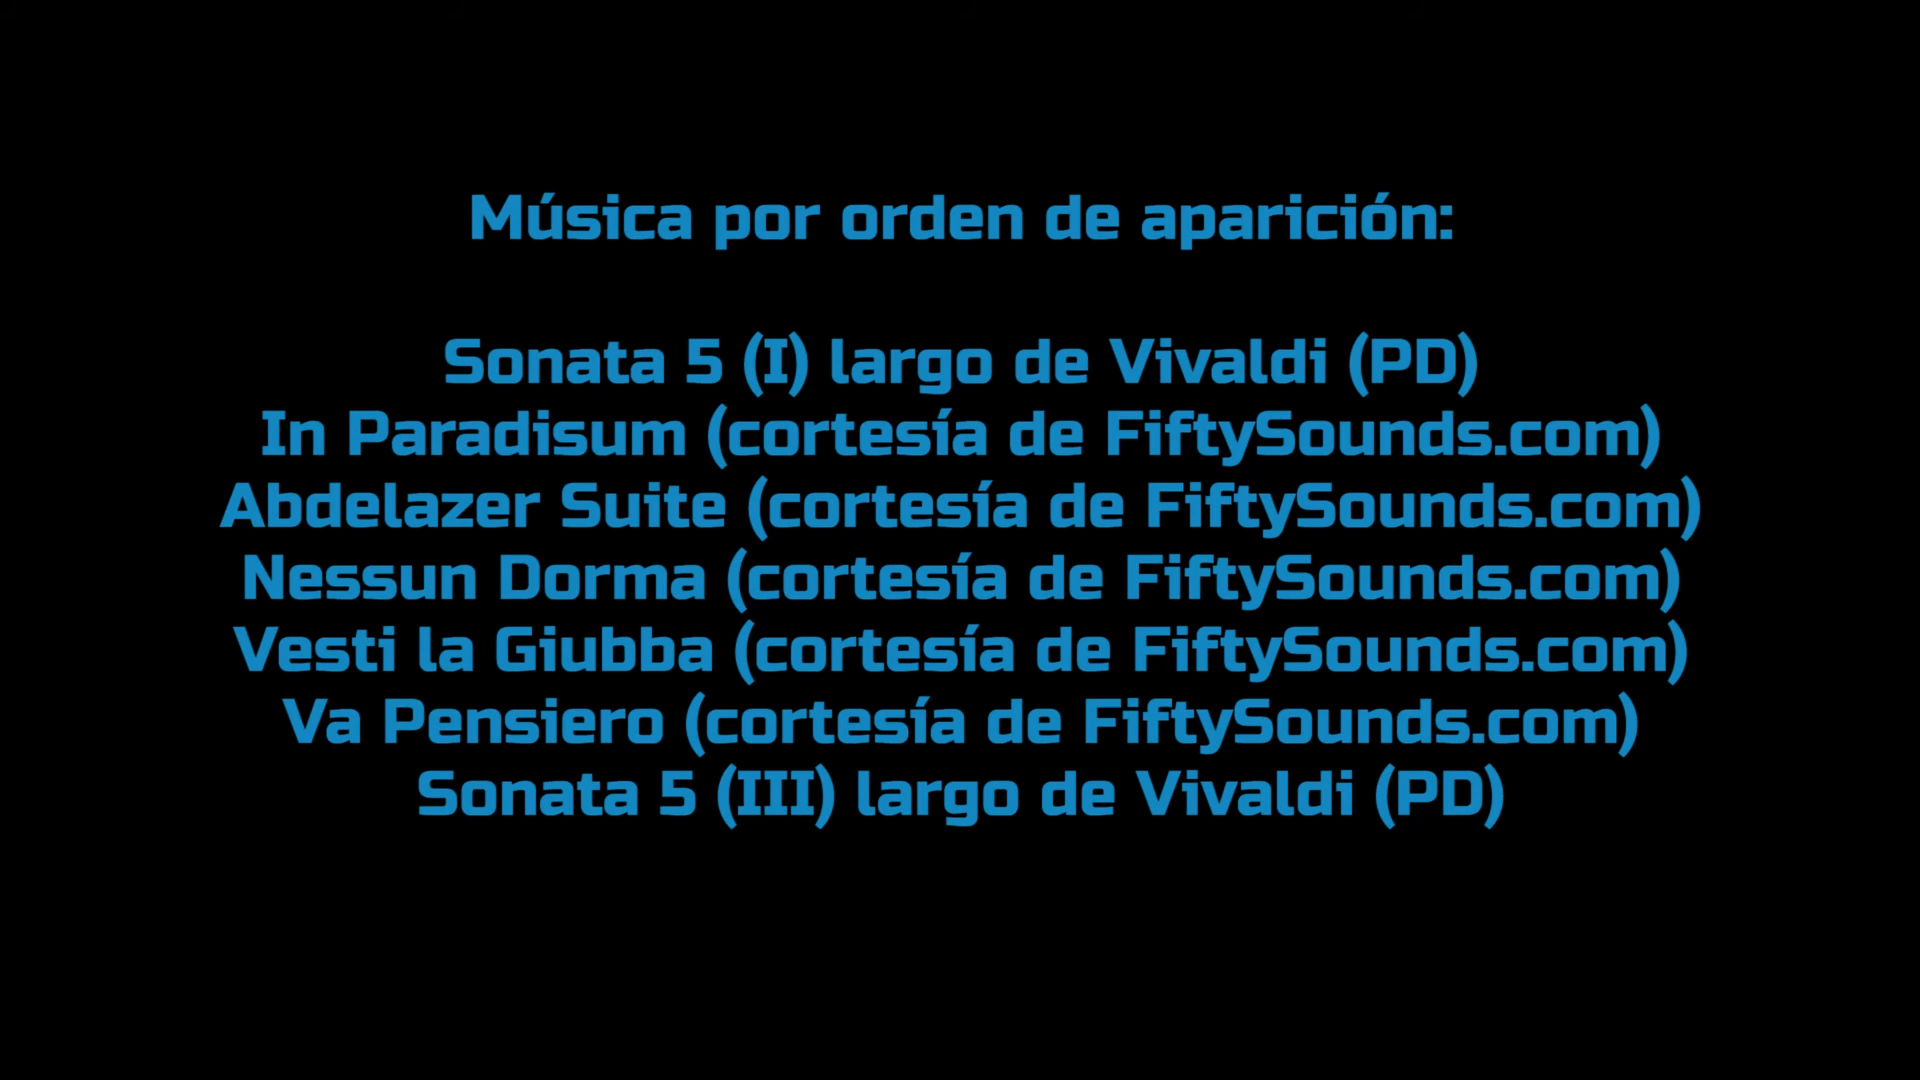 Música por orden de aparición:
Sonata 5 (I) largo de Vivaldi (PD)
In Paradisum (cortesía de FiftySounds.com)
Abdelazer Suite (cortesía de FiftySounds.com)
Nessun Dorma (cortesía de FiftySounds.com)
Vesti la Giubba (cortesía de FiftySounds.com)
Va Pensiero (cortesía de FiftySounds.com)
Sonata 5 (III) largo de Vivaldi (PD)